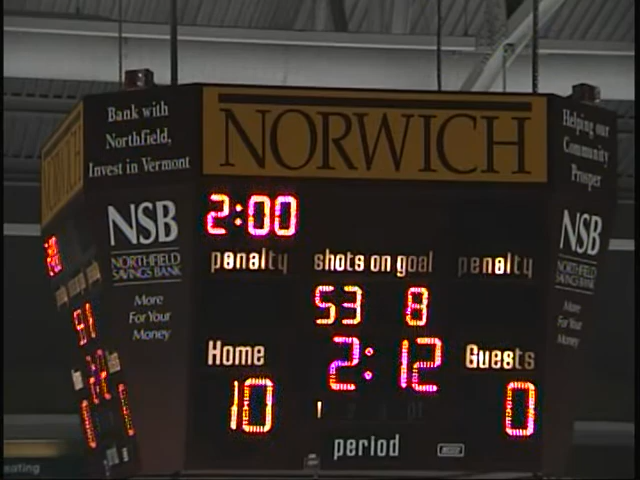 NORWICH
NORWICH
Bank with
Northfield,
Invest in Vermont
Helping our
Community
Prosper
2:00
NSB
NORTHFIELD
SAVINGS BANK
NSB
NORTHFIELD
SAVINGS BANK
penalty
shots on goal
penalty
53 8
More
For Your
Money
More
For Your
Money
Home
2:12
Guests
10
0
period
eating